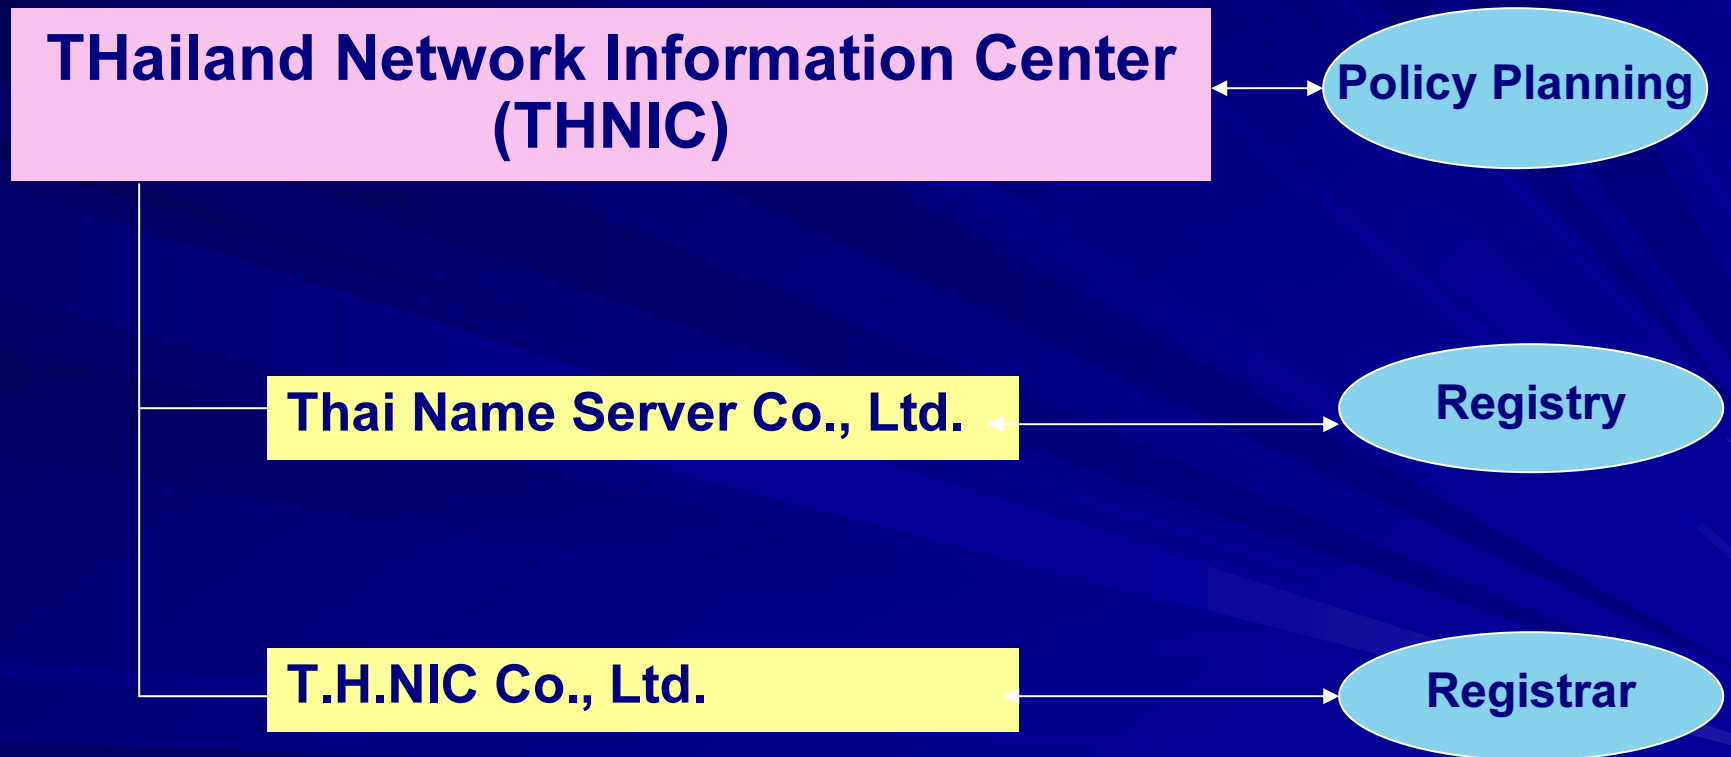 THailand Network Information Center
(THNIC)
Policy Planning
Thai Name Server Co., Ltd.
Registry
T.H.NIC Co., Ltd.
Registrar